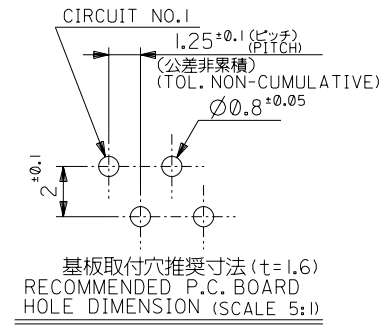 CIRCUIT NO.1
1.25±0.1 (ピッチ)
(PITCH)
(公差非累積)
(TOL. NON-CUMULATIVE)
Ø0.8±0.05
2±0.1
基板取付穴推奨寸法(t=1.6)
RECOMMENDED P.C. BOARD
HOLE DIMENSION (SCALE 5:1)